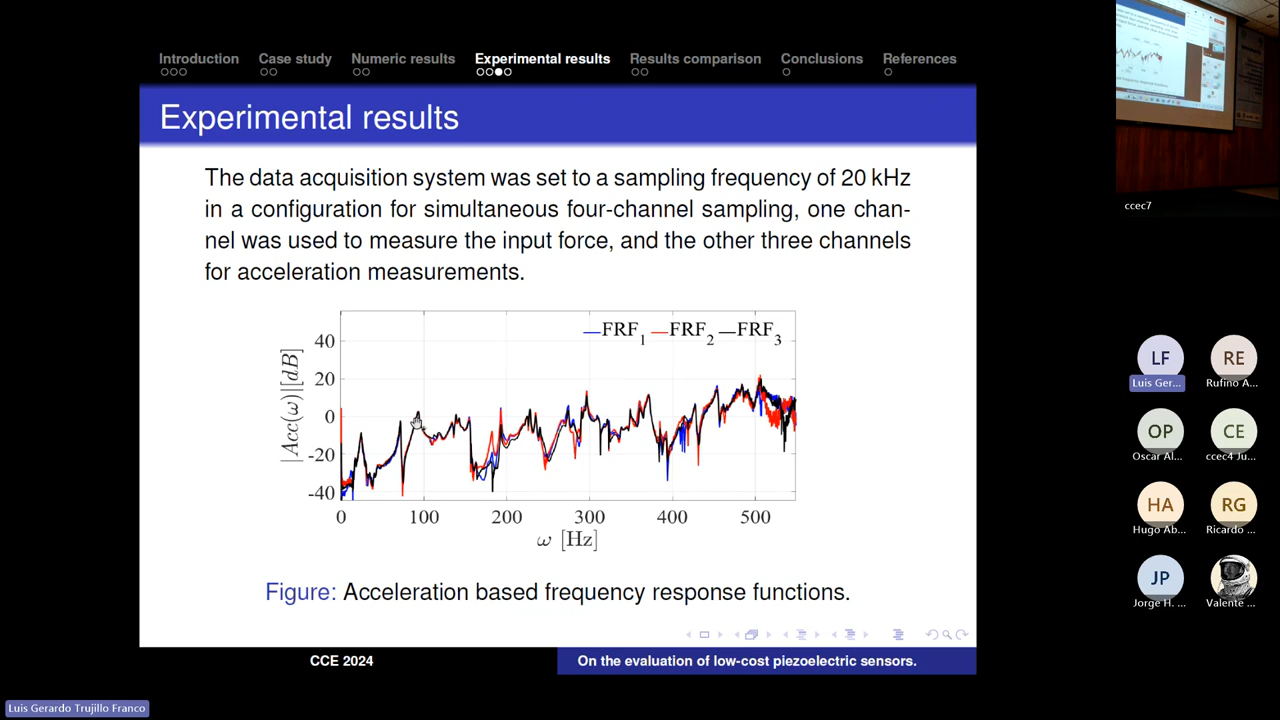 Introduction Case study Numeric results Experimental results Results comparison Conclusions References
Experimental results
The data acquisition system was set to a sampling frequency of 20 kHz
in a configuration for simultaneous four-channel sampling, one chan-
nel was used to measure the input force, and the other three channels
for acceleration measurements.
FRF1 FRF2 FRF3
|Acc(ω)|[dB]
40
20
0
-20
-40
0 100 200 300 400 500
ω [Hz]
Figure: Acceleration based frequency response functions.
CCE 2024
On the evaluation of low-cost piezoelectric sensors.
Luis Gerardo Trujillo Franco
ccec7
LF RE
Luis Ger... Rufino A...
OP CE
Oscar Al... ccec4 Ju...
HA RG
Hugo Ab... Ricardo ...
JP
Jorge H. ... Valente ...